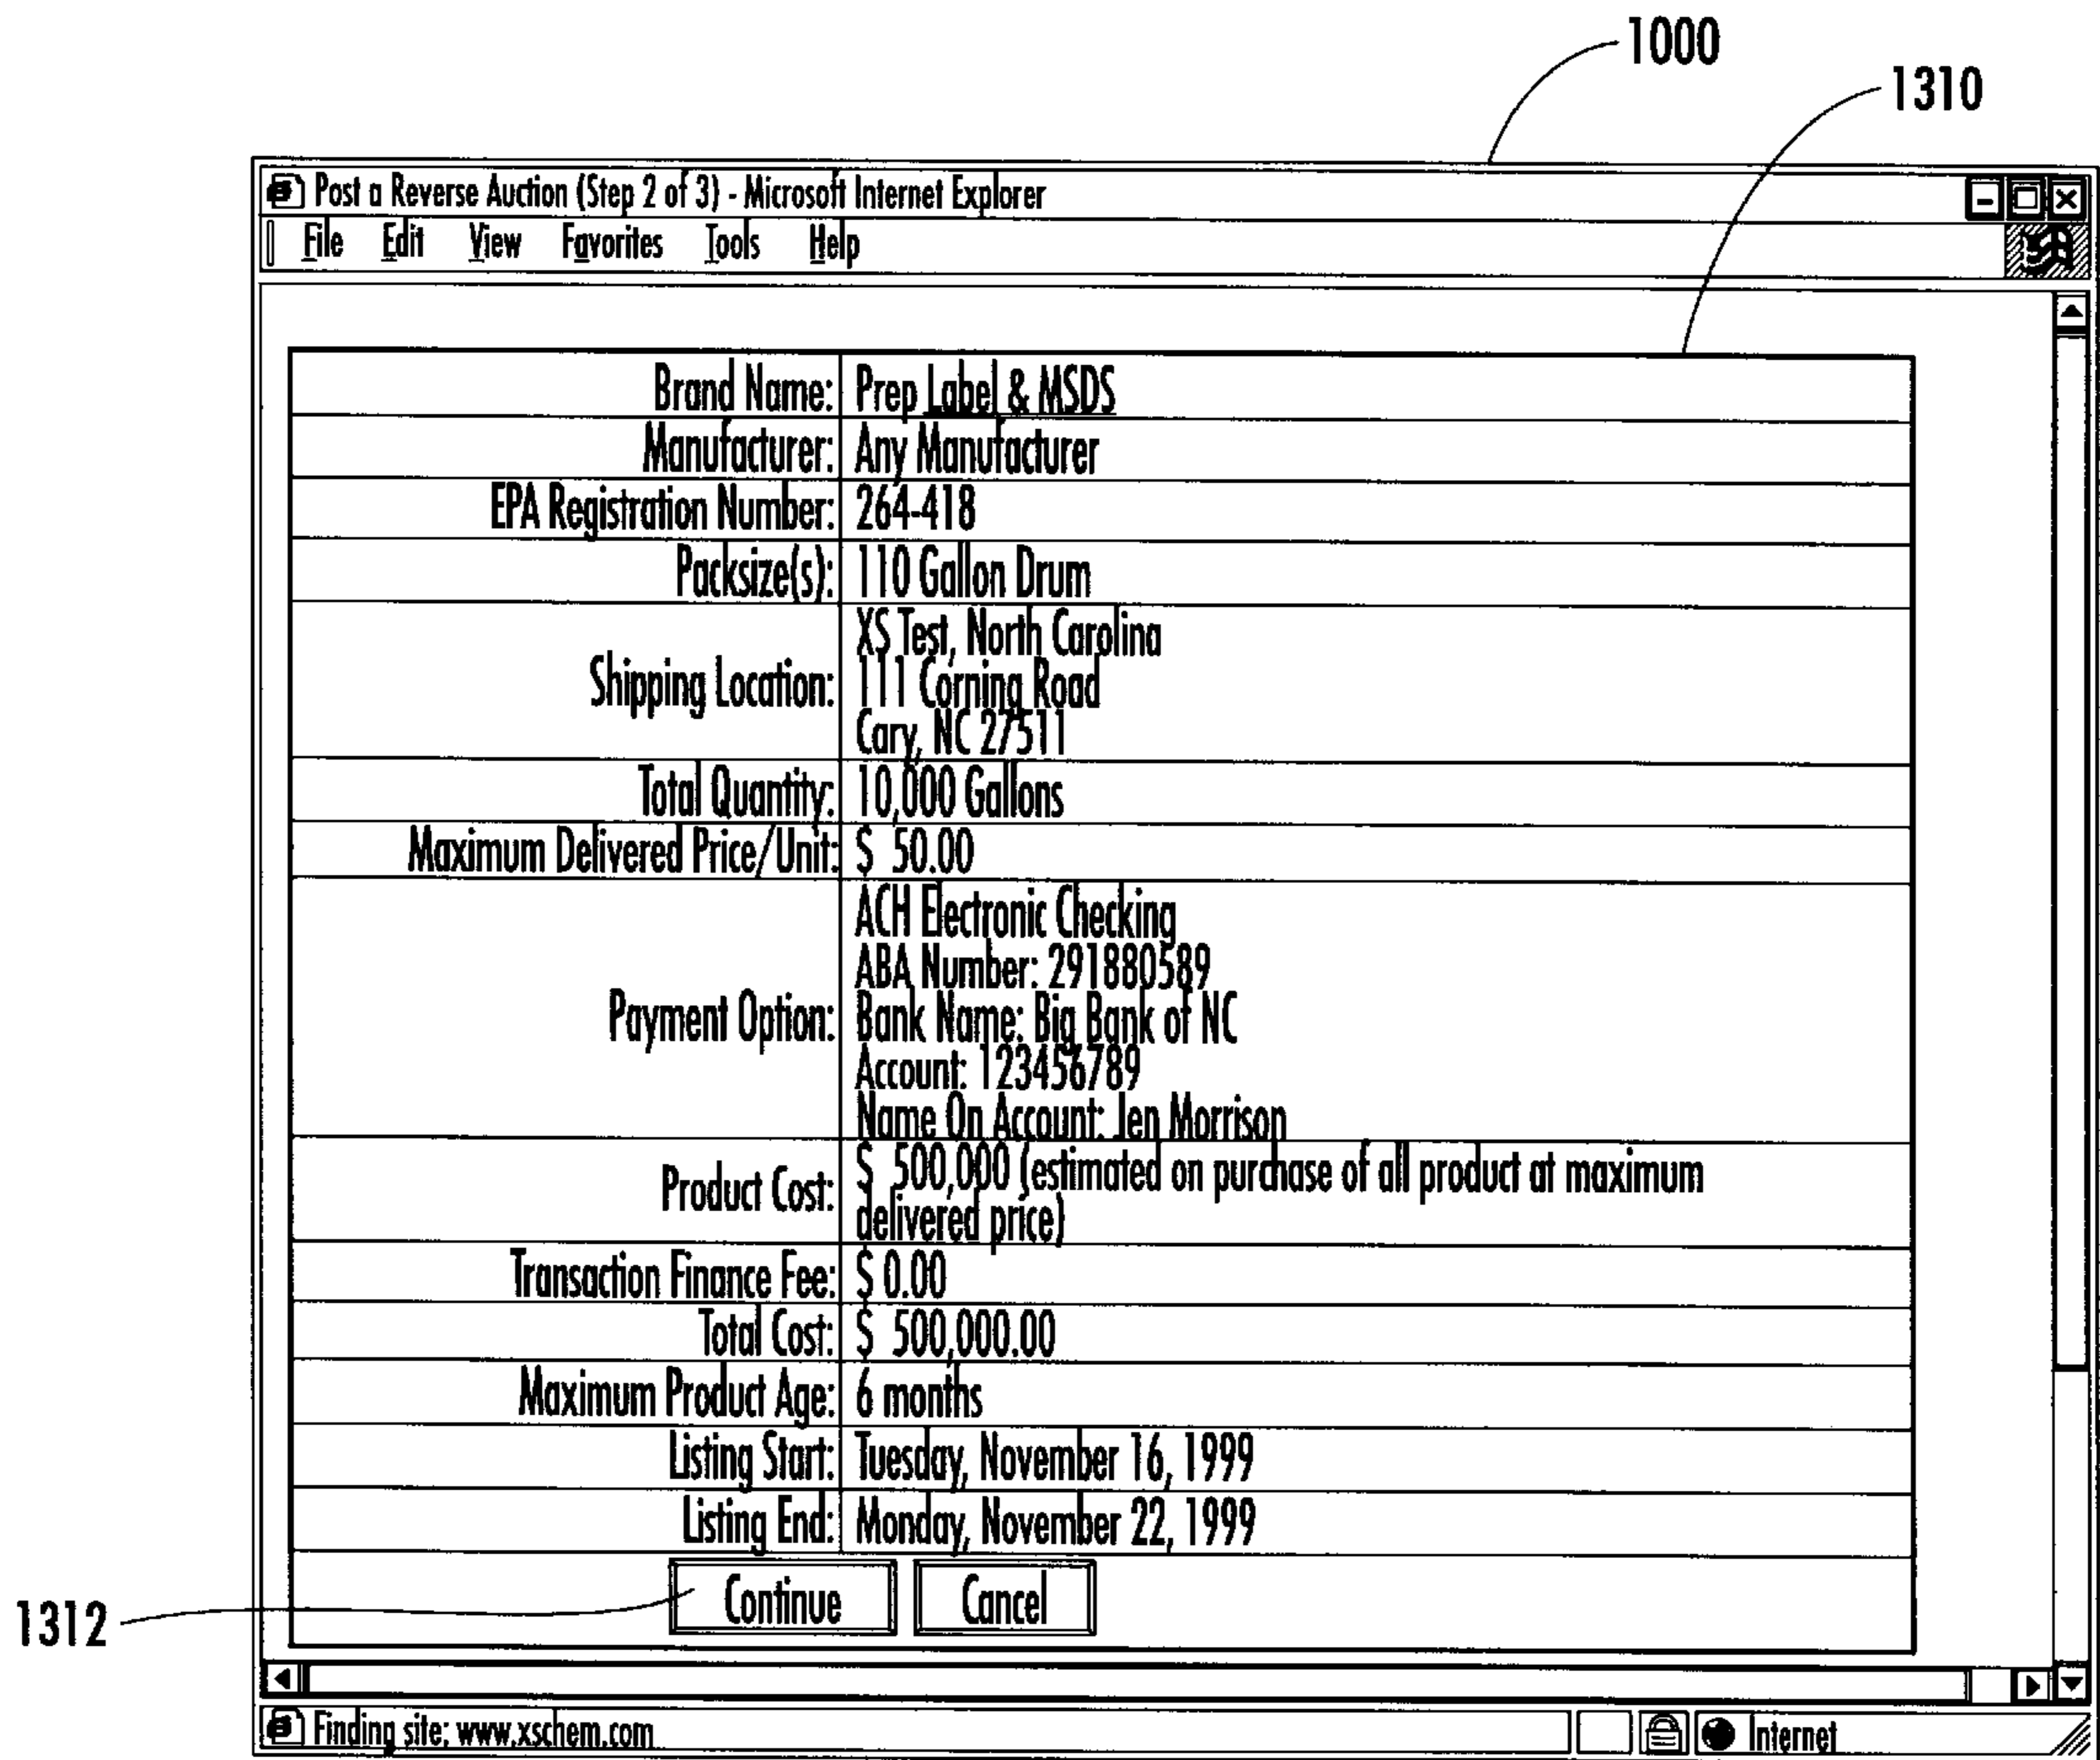 1000
1310
Post a Reverse Auction (Step 2 of 3) - Microsoft Internet Explorer
File Edit View Favorites Tools Help
Brand Name: Prep Label & MSDS
Manufacturer: Any Manufacturer
EPA Registration Number: 264-418
Packsize(s): 110 Gallon Drum
Shipping Location: XS Test, North Carolina
111 Corning Road
Cary, NC 27511
Total Quantity: 10,000 Gallons
Maximum Delivered Price/Unit: $ 50.00
Payment Option: ACH Electronic Checking
ABA Number: 291880589
Bank Name: Big Bank of NC
Account: 123456789
Name On Account: Jen Morrison
Product Cost: $ 500,000 (estimated on purchase of all product at maximum
delivered price)
Transaction Finance Fee: $ 0.00
Total Cost: $ 500,000.00
Maximum Product Age: 6 months
Listing Start: Tuesday, November 16, 1999
Listing End: Monday, November 22, 1999
Continue Cancel
1312
Finding site: www.xschem.com Internet